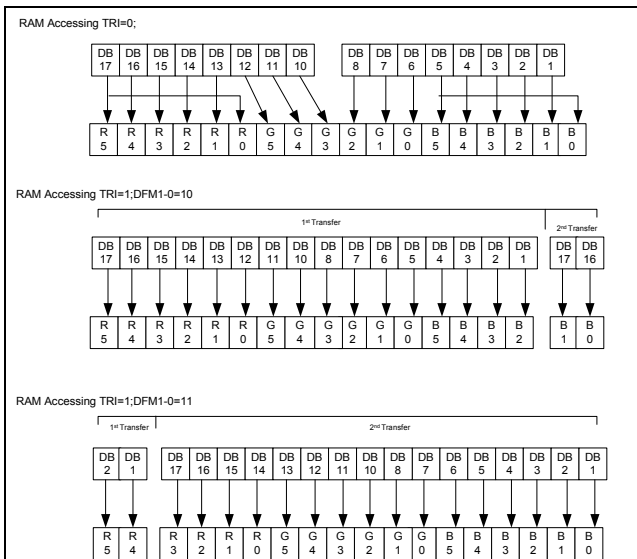 RAM Accessing TRI=0;
DB DB DB DB DB DB DB DB DB DB DB DB DB DB DB DB
17 16 15 14 13 12 11 10 8 7 6 5 4 3 2 1
R R R R R R G G G G G G B B B B B B
5 4 3 2 1 0 5 4 3 2 1 0 5 4 3 2 1 0
RAM Accessing TRI=1;DFM1-0=10
1st Transfer 2nd Transfer
DB DB DB DB DB DB DB DB DB DB DB DB DB DB DB DB DB DB
17 16 15 14 13 12 11 10 8 7 6 5 4 3 2 1 17 16
R R R R R R G G G G G G B B B B B B
5 4 3 2 1 0 5 4 3 2 1 0 5 4 3 2 1 0
RAM Accessing TRI=1;DFM1-0=11
1st Transfer 2nd Transfer
DB DB DB DB DB DB DB DB DB DB DB DB DB DB DB DB DB DB
2 1 17 16 15 14 13 12 11 10 8 7 6 5 4 3 2 1
R R R R R R G G G G G G B B B B B B
5 4 3 2 1 0 5 4 3 2 1 0 5 4 3 2 1 0